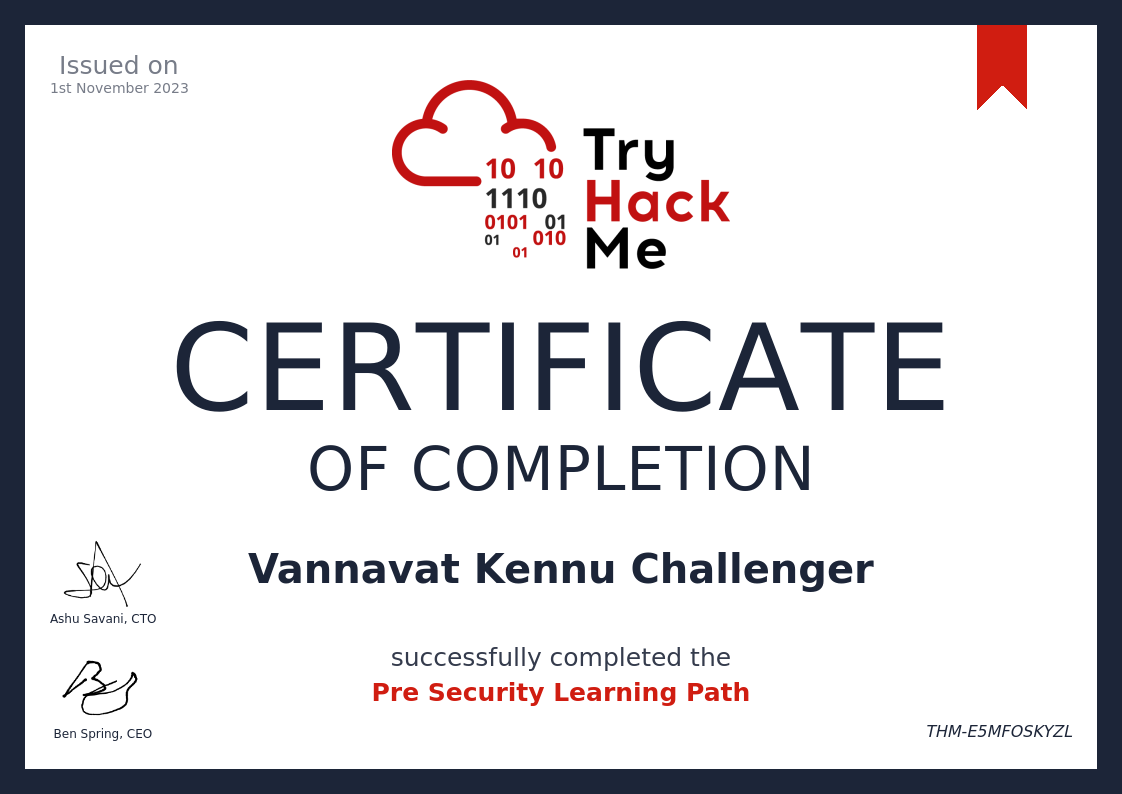 Issued on
1st November 2023
10 10
1110
0101 01
01 010
01
Try
Hack
Me
CERTIFICATE
OF COMPLETION
Vannavat Kennu Challenger
successfully completed the
Pre Security Learning Path
Ashu Savani, CTO
Ben Spring, CEO
THM-E5MFOSKYZL